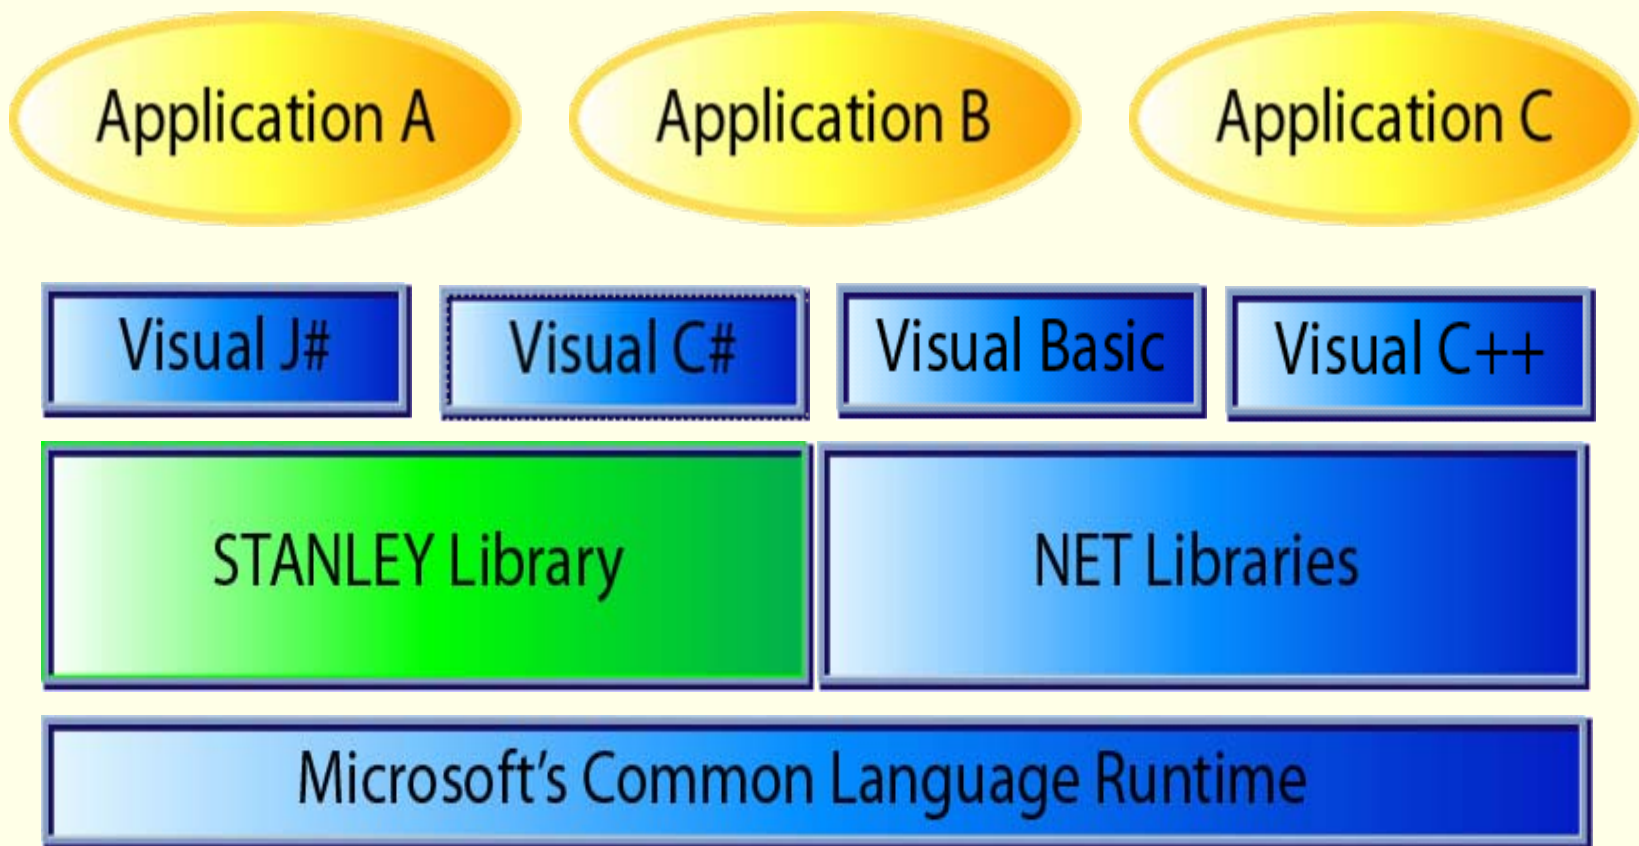 Application A
Application B
Application C
Visual J#
Visual C#
Visual Basic
Visual C++
STANLEY Library
NET Libraries
Microsoft's Common Language Runtime